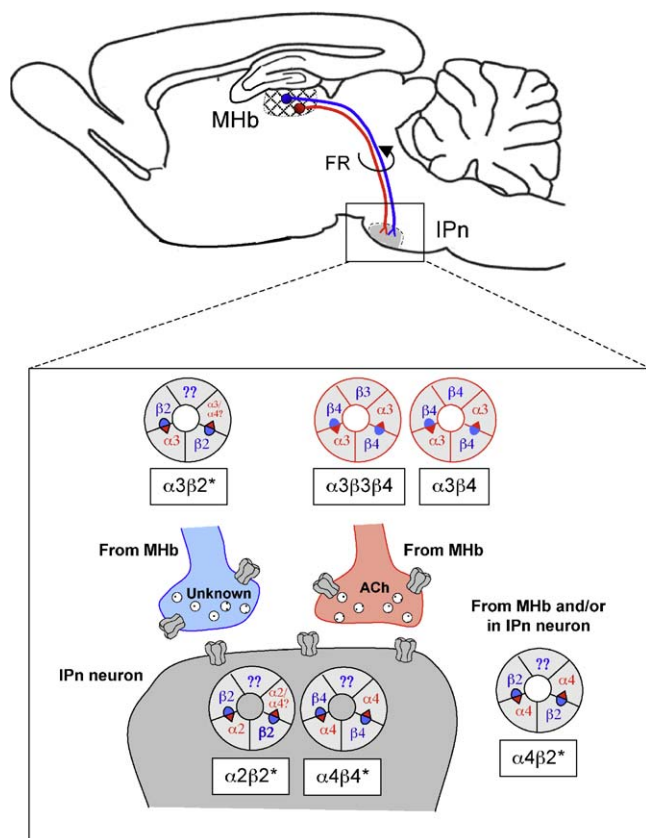 MHb
FR
IPn
??
β2
α3/
α4?
α3
β2
β3
β4
α3
α3
β4
β4
β4
α3
α3
β4
α3β2*
α3β3β4
α3β4
From MHb
From MHb
Unknown
ACh
From MHb and/or
in IPn neuron
IPn neuron
??
β2
α2/
α4?
α2
β2
??
β4
α4
α4
β4
??
β2
α4
α4
β2
α2β2*
α4β4*
α4β2*